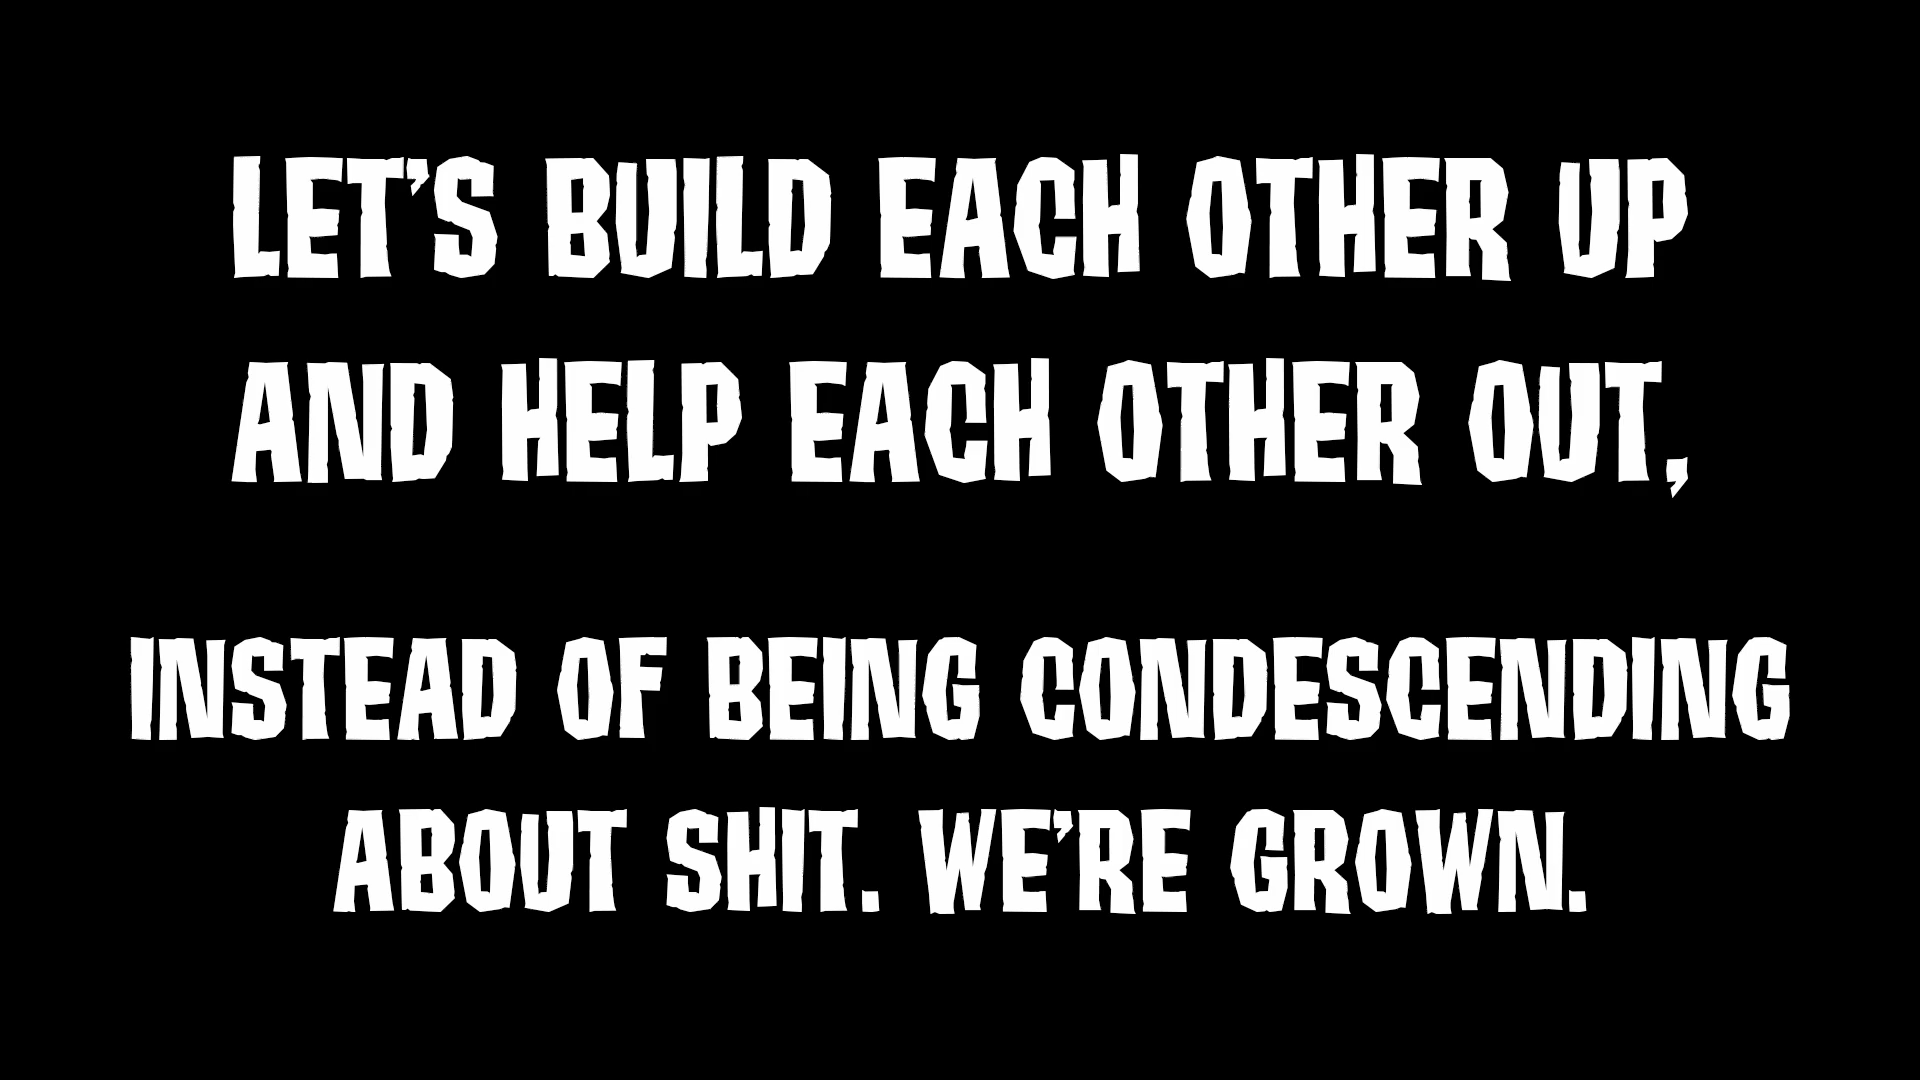 LET'S BUILD EACH OTHER UP
AND HELP EACH OTHER OUT,
INSTEAD OF BEING CONDESCENDING
ABOUT SHIT. WE'RE GROWN.